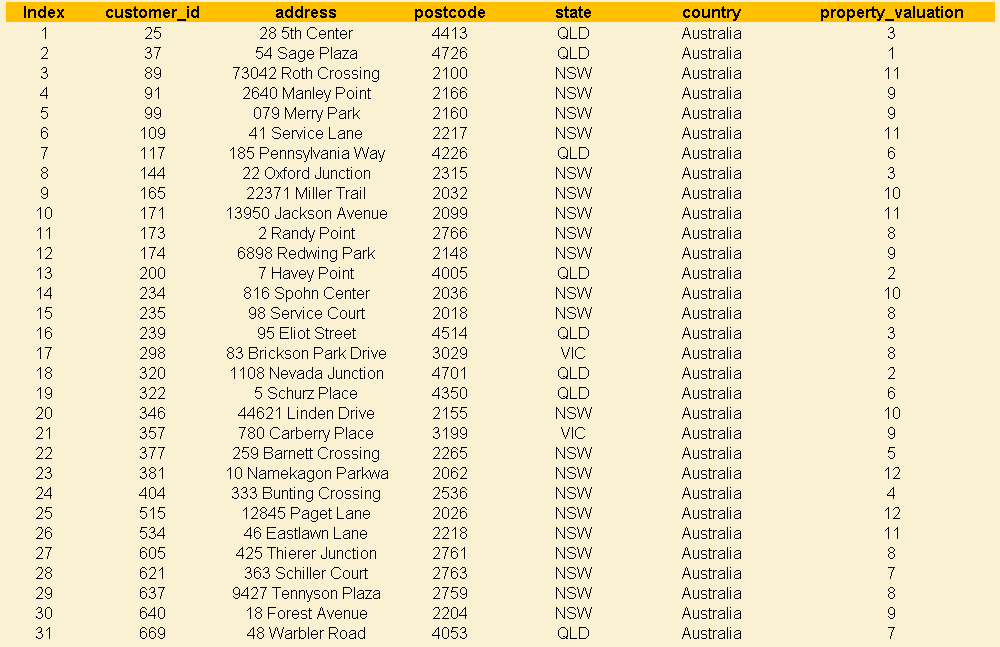 Index customer_id address postcode state country property_valuation
1 25 28 5th Center 4413 QLD Australia 3
2 37 54 Sage Plaza 4726 QLD Australia 1
3 89 73042 Roth Crossing 2100 NSW Australia 11
4 91 2640 Manley Point 2166 NSW Australia 9
5 99 079 Merry Park 2160 NSW Australia 9
6 109 41 Service Lane 2217 NSW Australia 11
7 117 185 Pennsylvania Way 4226 QLD Australia 6
8 144 22 Oxford Junction 2315 NSW Australia 3
9 165 22371 Miller Trail 2032 NSW Australia 10
10 171 13950 Jackson Avenue 2099 NSW Australia 11
11 173 2 Randy Point 2766 NSW Australia 8
12 174 6898 Redwing Park 2148 NSW Australia 9
13 200 7 Havey Point 4005 QLD Australia 2
14 234 816 Spohn Center 2036 NSW Australia 10
15 235 98 Service Court 2018 NSW Australia 8
16 239 95 Eliot Street 4514 QLD Australia 3
17 298 83 Brickson Park Drive 3029 VIC Australia 8
18 320 1108 Nevada Junction 4701 QLD Australia 2
19 322 5 Schurz Place 4350 QLD Australia 6
20 346 44621 Linden Drive 2155 NSW Australia 10
21 357 780 Carberry Place 3199 VIC Australia 9
22 377 259 Barnett Crossing 2265 NSW Australia 5
23 381 10 Namekagon Parkwa 2062 NSW Australia 12
24 404 333 Bunting Crossing 2536 NSW Australia 4
25 515 12845 Paget Lane 2026 NSW Australia 12
26 534 46 Eastlawn Lane 2218 NSW Australia 11
27 605 425 Thierer Junction 2761 NSW Australia 8
28 621 363 Schiller Court 2763 NSW Australia 7
29 637 9427 Tennyson Plaza 2759 NSW Australia 8
30 640 18 Forest Avenue 2204 NSW Australia 9
31 669 48 Warbler Road 4053 QLD Australia 7